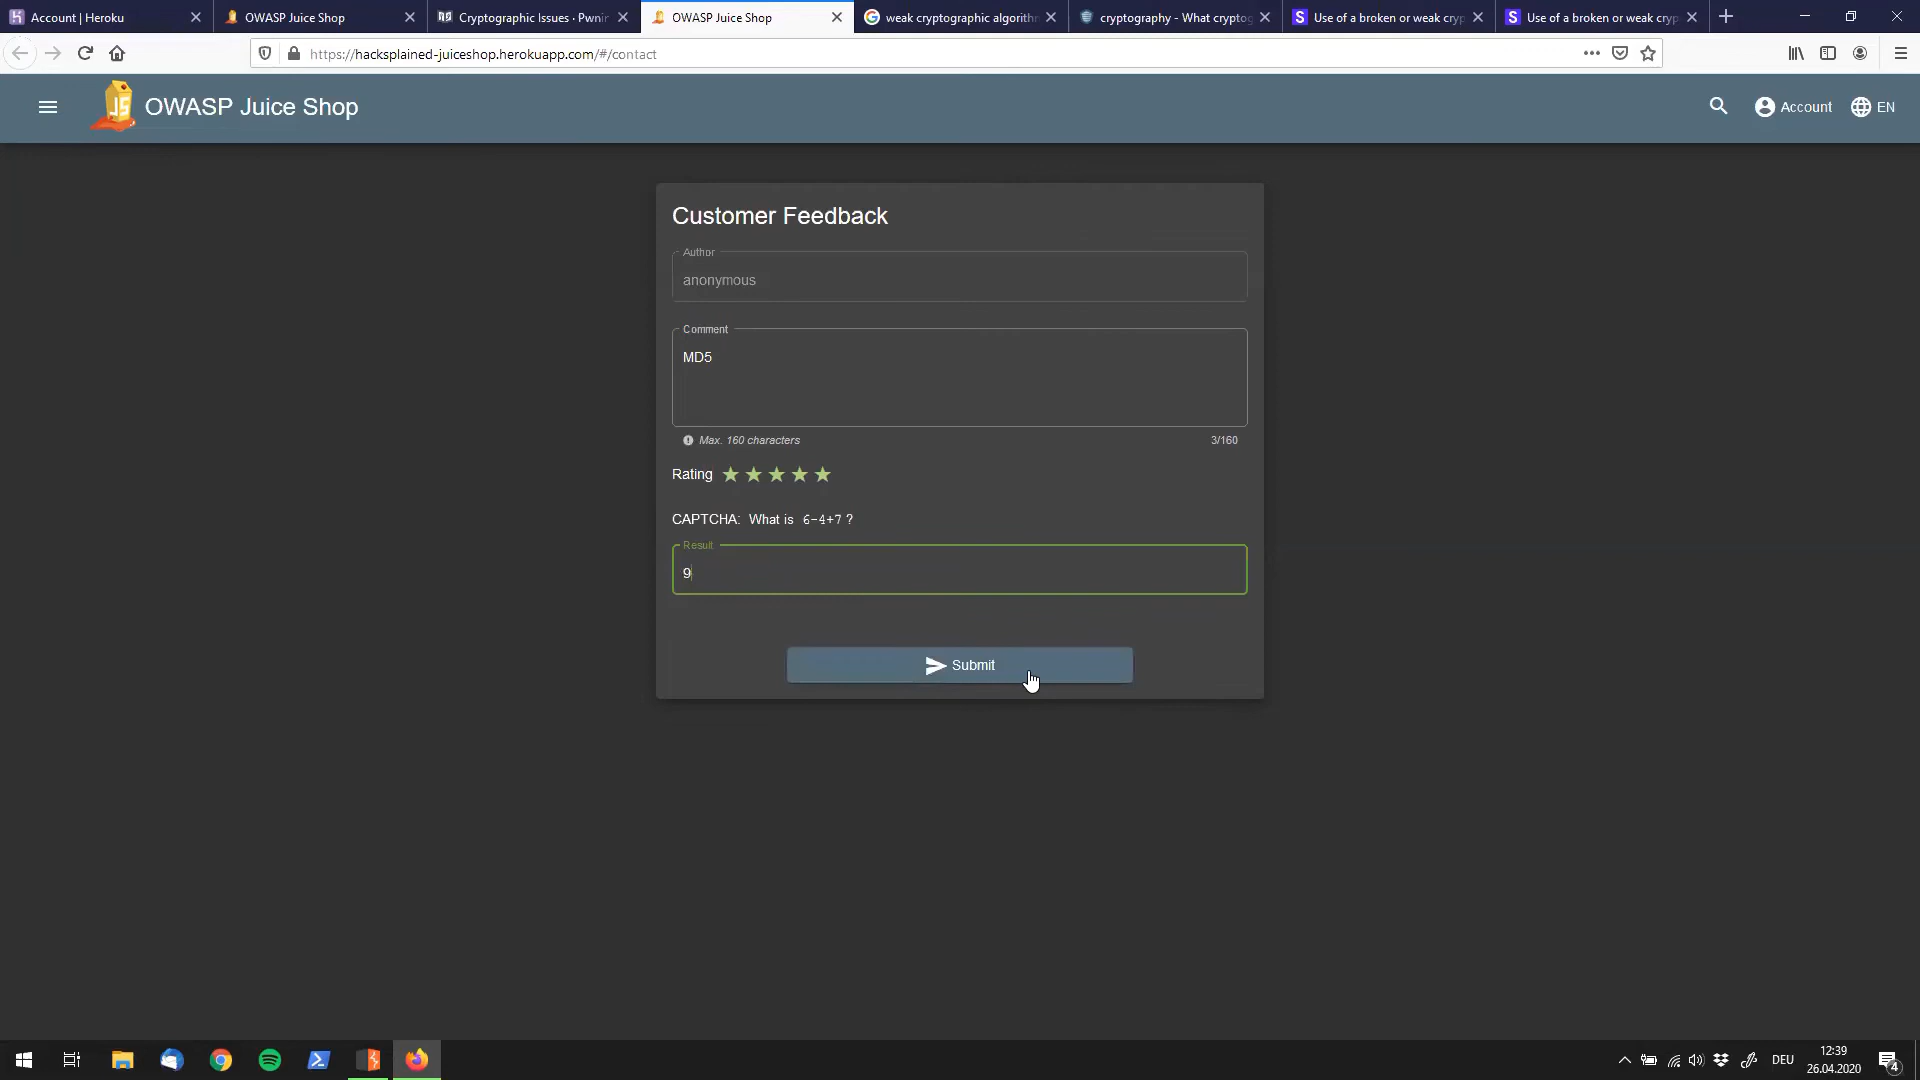 Account | Heroku
OWASP Juice Shop
Cryptographic Issues · Pwnin
OWASP Juice Shop
weak cryptographic algorithm
cryptography - What cryptog
Use of a broken or weak cryp
Use of a broken or weak cryp
https://hacksplained-juiceshop.herokuapp.com/#/contact
OWASP Juice Shop
Account
EN
Customer Feedback
Author
anonymous
Comment
MD5
Max. 160 characters
3/160
Rating
CAPTCHA: What is 6-4+7 ?
Result
9
Submit
DEU
12:39
26.04.2020
4